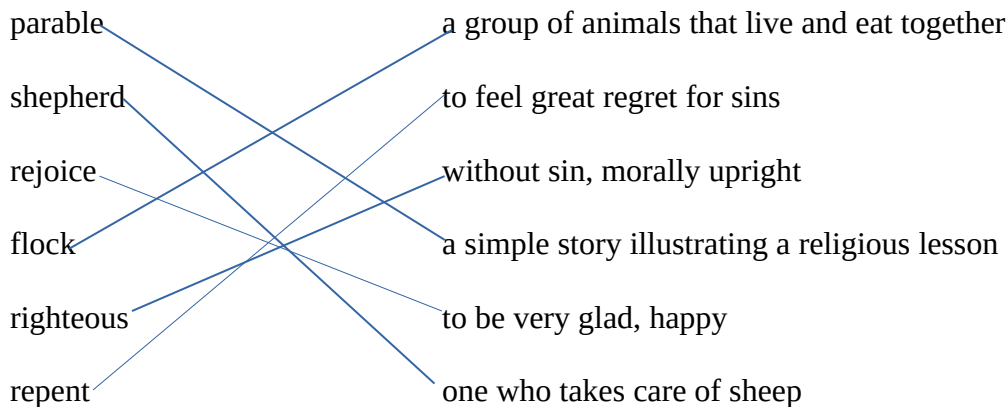 parable a group of animals that live and eat together
shepherd to feel great regret for sins
rejoice without sin, morally upright
flock a simple story illustrating a religious lesson
righteous to be very glad, happy
repent one who takes care of sheep